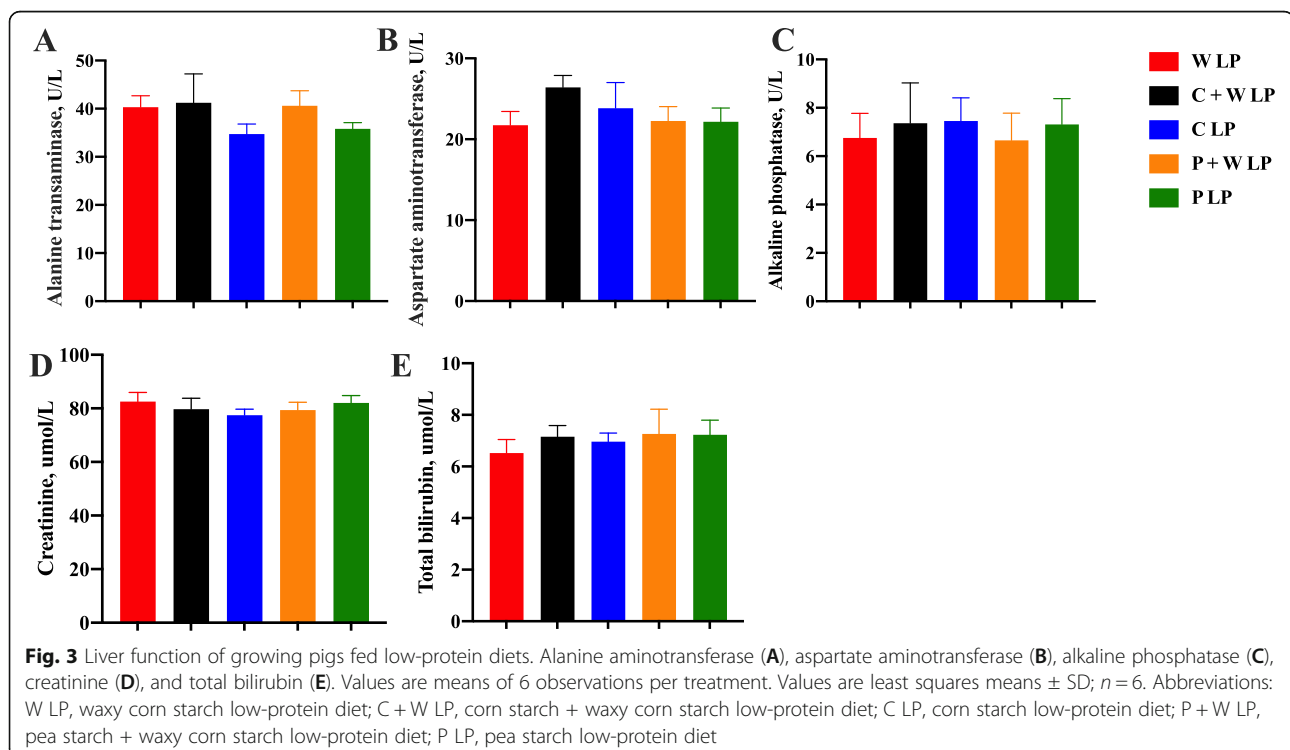 A
Alanine transaminase, U/L
50
40
30
20
10
0
B
Aspartate aminotransferase, U/L
30
20
10
0
C
Alkaline phosphatase, U/L
10
8
6
4
2
0
W LP
C + W LP
C LP
P + W LP
P LP
D
Creatinine, umol/L
100
80
60
40
20
0
E
Total bilirubin, umol/L
10
8
6
4
2
0
Fig. 3 Liver function of growing pigs fed low-protein diets. Alanine aminotransferase (A), aspartate aminotransferase (B), alkaline phosphatase (C),
creatinine (D), and total bilirubin (E). Values are means of 6 observations per treatment. Values are least squares means ± SD; n = 6. Abbreviations:
W LP, waxy corn starch low-protein diet; C + W LP, corn starch + waxy corn starch low-protein diet; C LP, corn starch low-protein diet; P + W LP,
pea starch + waxy corn starch low-protein diet; P LP, pea starch low-protein diet